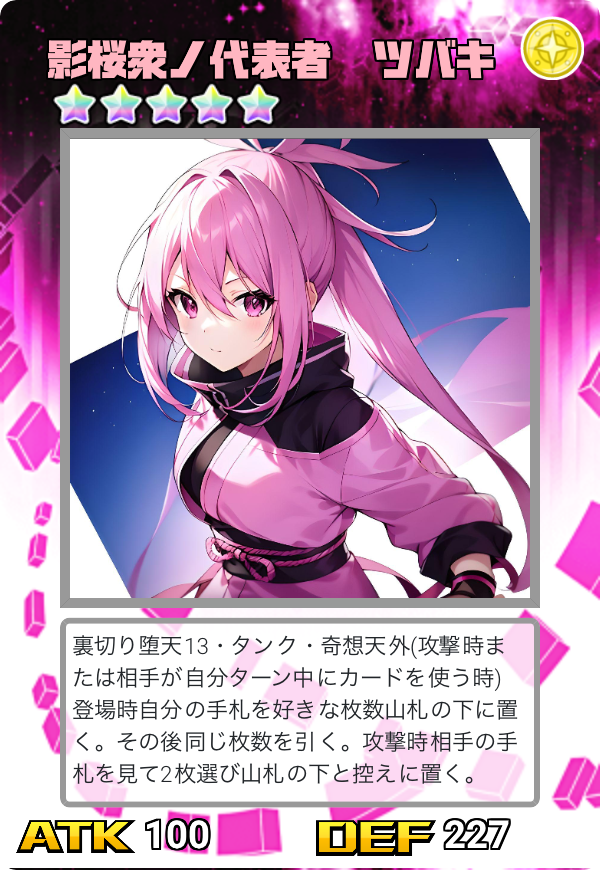 影桜衆ノ代表者　ツバキ
裏切り堕天13・タンク・奇想天外(攻撃時ま
たは相手が自分ターン中にカードを使う時)
登場時自分の手札を好きな枚数山札の下に置
く。その後同じ枚数を引く。攻撃時相手の手
札を見て2枚選び山札の下と控えに置く。
ATK 100 DEF 227